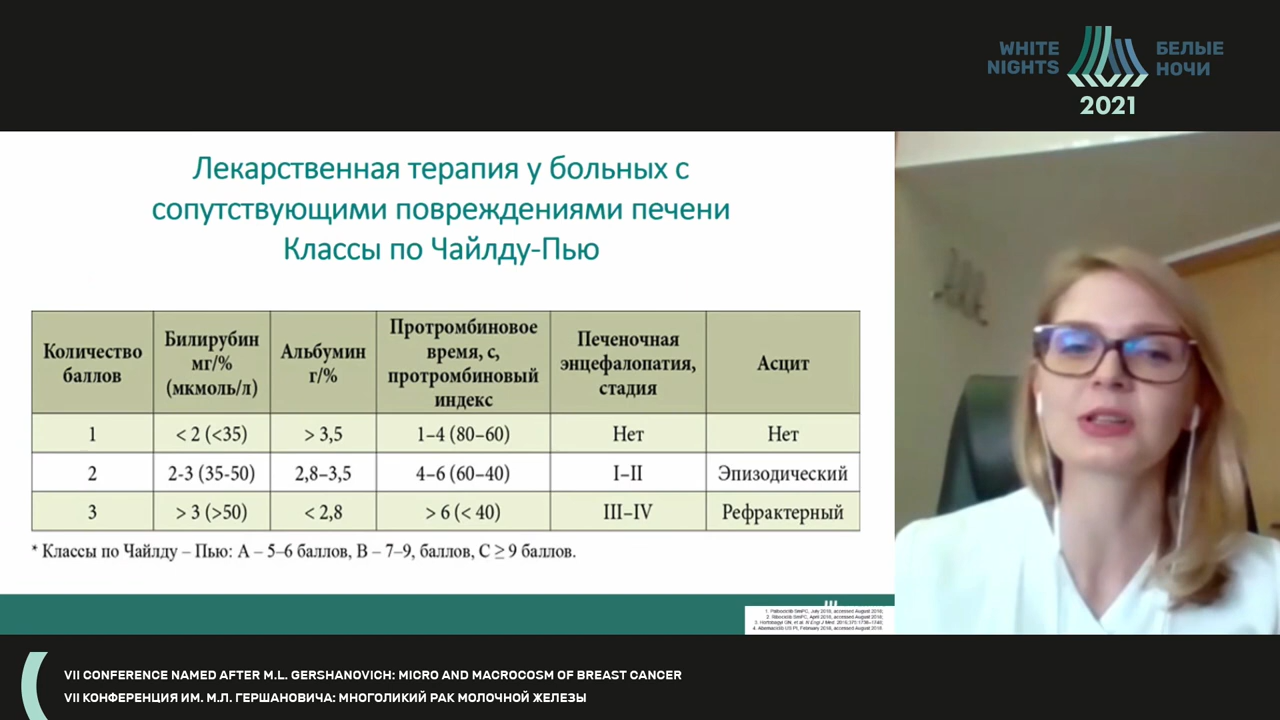 WHITE
NIGHTS
БЕЛЫЕ
НОЧИ
2021
Лекарственная терапия у больных с
сопутствующими повреждениями печени
Классы по Чайлду-Пью
Количество баллов
Билирубин мг/% (мкмоль/л)
Альбумин г/%
Протромбиновое время, с, протромбиновый индекс
Печеночная энцефалопатия, стадия
Асцит
1 < 2 (<35) > 3,5 1–4 (80–60) Нет Нет
2 2-3 (35-50) 2,8–3,5 4–6 (60–40) I–II Эпизодический
3 > 3 (>50) < 2,8 > 6 (< 40) III–IV Рефрактерный
* Классы по Чайлду – Пью: А – 5–6 баллов, В – 7–9, баллов, С ≥ 9 баллов.
VII CONFERENCE NAMED AFTER M.L. GERSHANOVICH: MICRO AND MACROCOSM OF BREAST CANCER
VII КОНФЕРЕНЦИЯ ИМ. М.Л. ГЕРШАНОВИЧА: МНОГОЛИКИЙ РАК МОЛОЧНОЙ ЖЕЛЕЗЫ